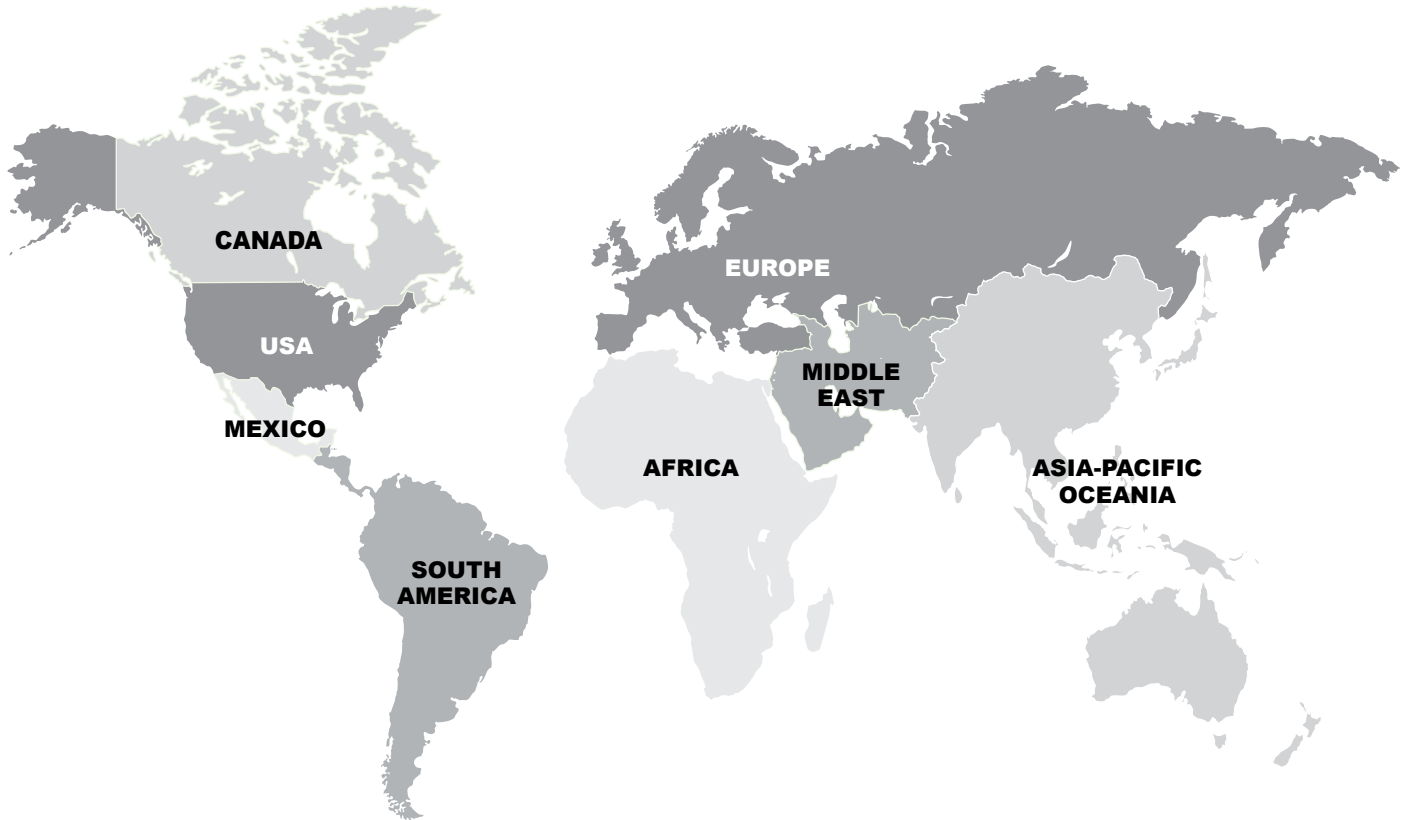 CANADA
EUROPE
USA
MIDDLE
EAST
MEXICO
AFRICA
ASIA-PACIFIC
OCEANIA
SOUTH
AMERICA